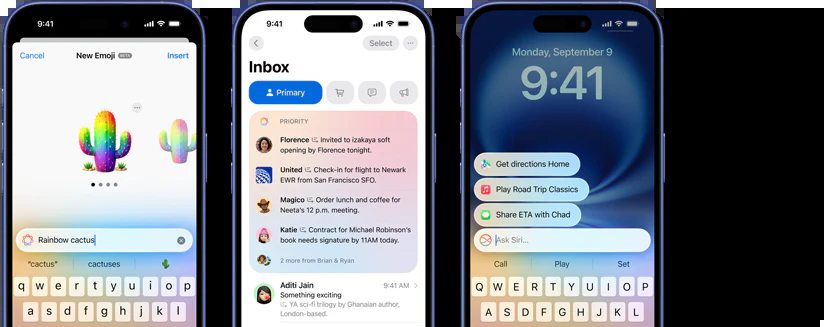 9:41
Cancel
New Emoji BETA
Insert
Rainbow cactus
"cactus"
cactuses
q w e r t y u i o p
a s d f g h j k l
9:41
Select
Inbox
Primary
PRIORITY
Florence Invited to izakaya soft
opening by Florence tonight.
United Check-in for flight to Newark
EWR from San Francisco SFO.
Magico Order lunch and coffee for
Neeta's 12 p.m. meeting.
Katie Contract for Michael Robinson's
book needs signature by 11AM today.
2 more from Brian & Ryan
Aditi Jain
9:41 AM
Something exciting
YA sci-fi trilogy by Ghanaian author,
London-based.
Monday, September 9
9:41
Get directions Home
Play Road Trip Classics
Share ETA with Chad
Ask Siri...
Call
Play
Set
Q W E R T Y U I O P
A S D F G H J K L